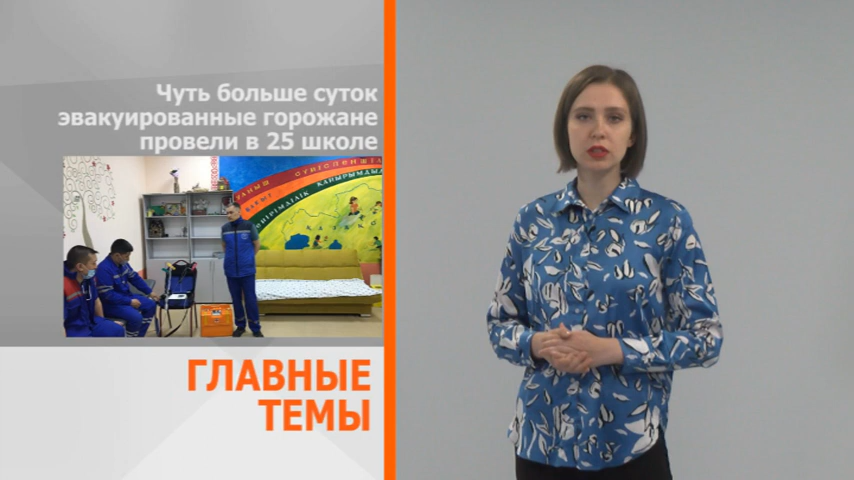 Чуть больше суток
эвакуированные горожане
провели в 25 школе
ГЛАВНЫЕ
ТЕМЫ